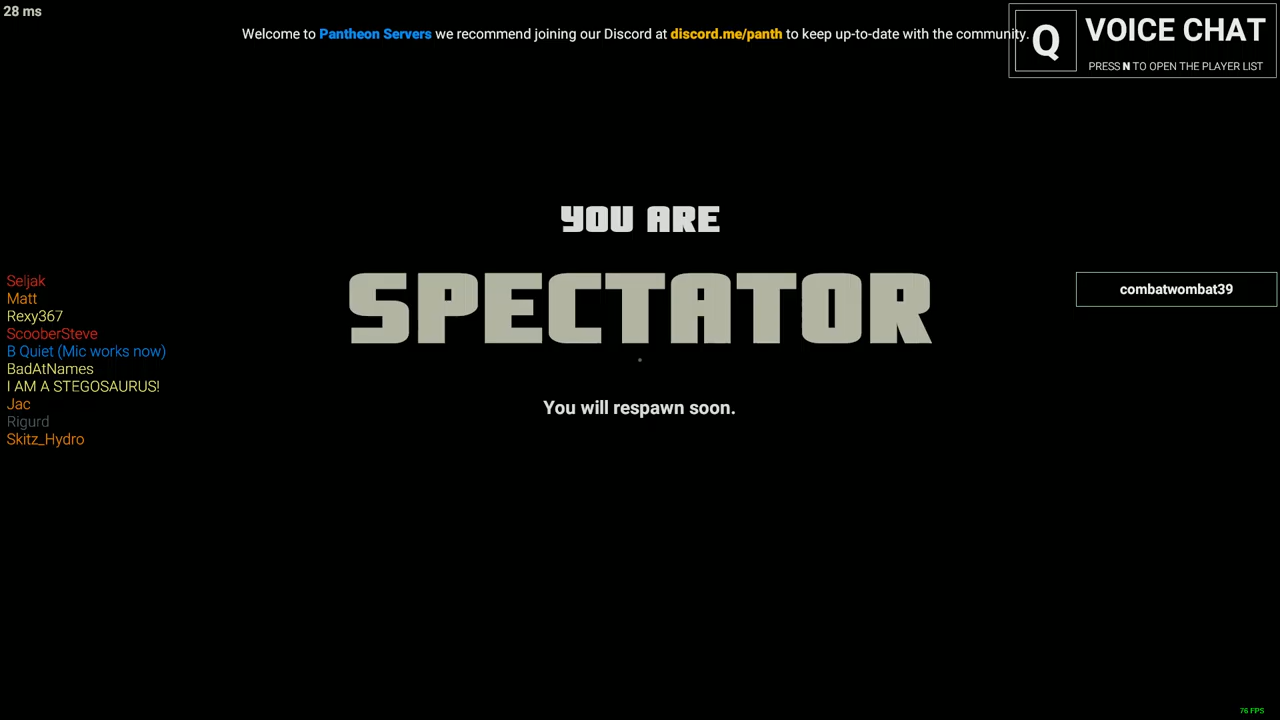 28 ms
Welcome to Pantheon Servers we recommend joining our Discord at discord.me/panth to keep up-to-date with the community.
Q
VOICE CHAT
PRESS N TO OPEN THE PLAYER LIST
YOU ARE
SPECTATOR
You will respawn soon.
Seljak
Matt
Rexy367
ScooberSteve
B Quiet (Mic works now)
BadAtNames
I AM A STEGOSAURUS!
Jac
Rigurd
Skitz_Hydro
combatwombat39
76 FPS